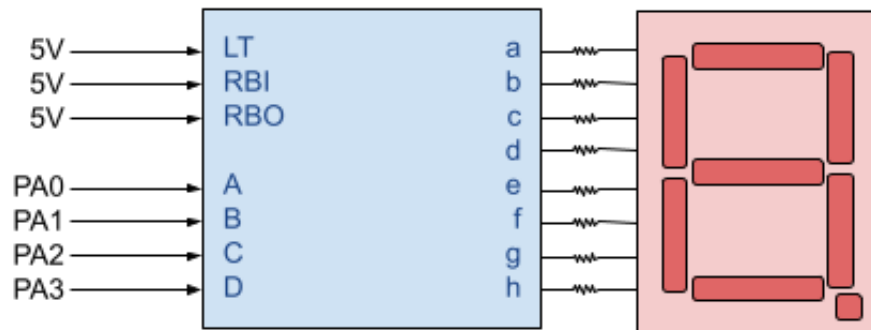 5V LT a
5V RBI b
5V RBO c
d
PA0 A e
PA1 B f
PA2 C g
PA3 D h